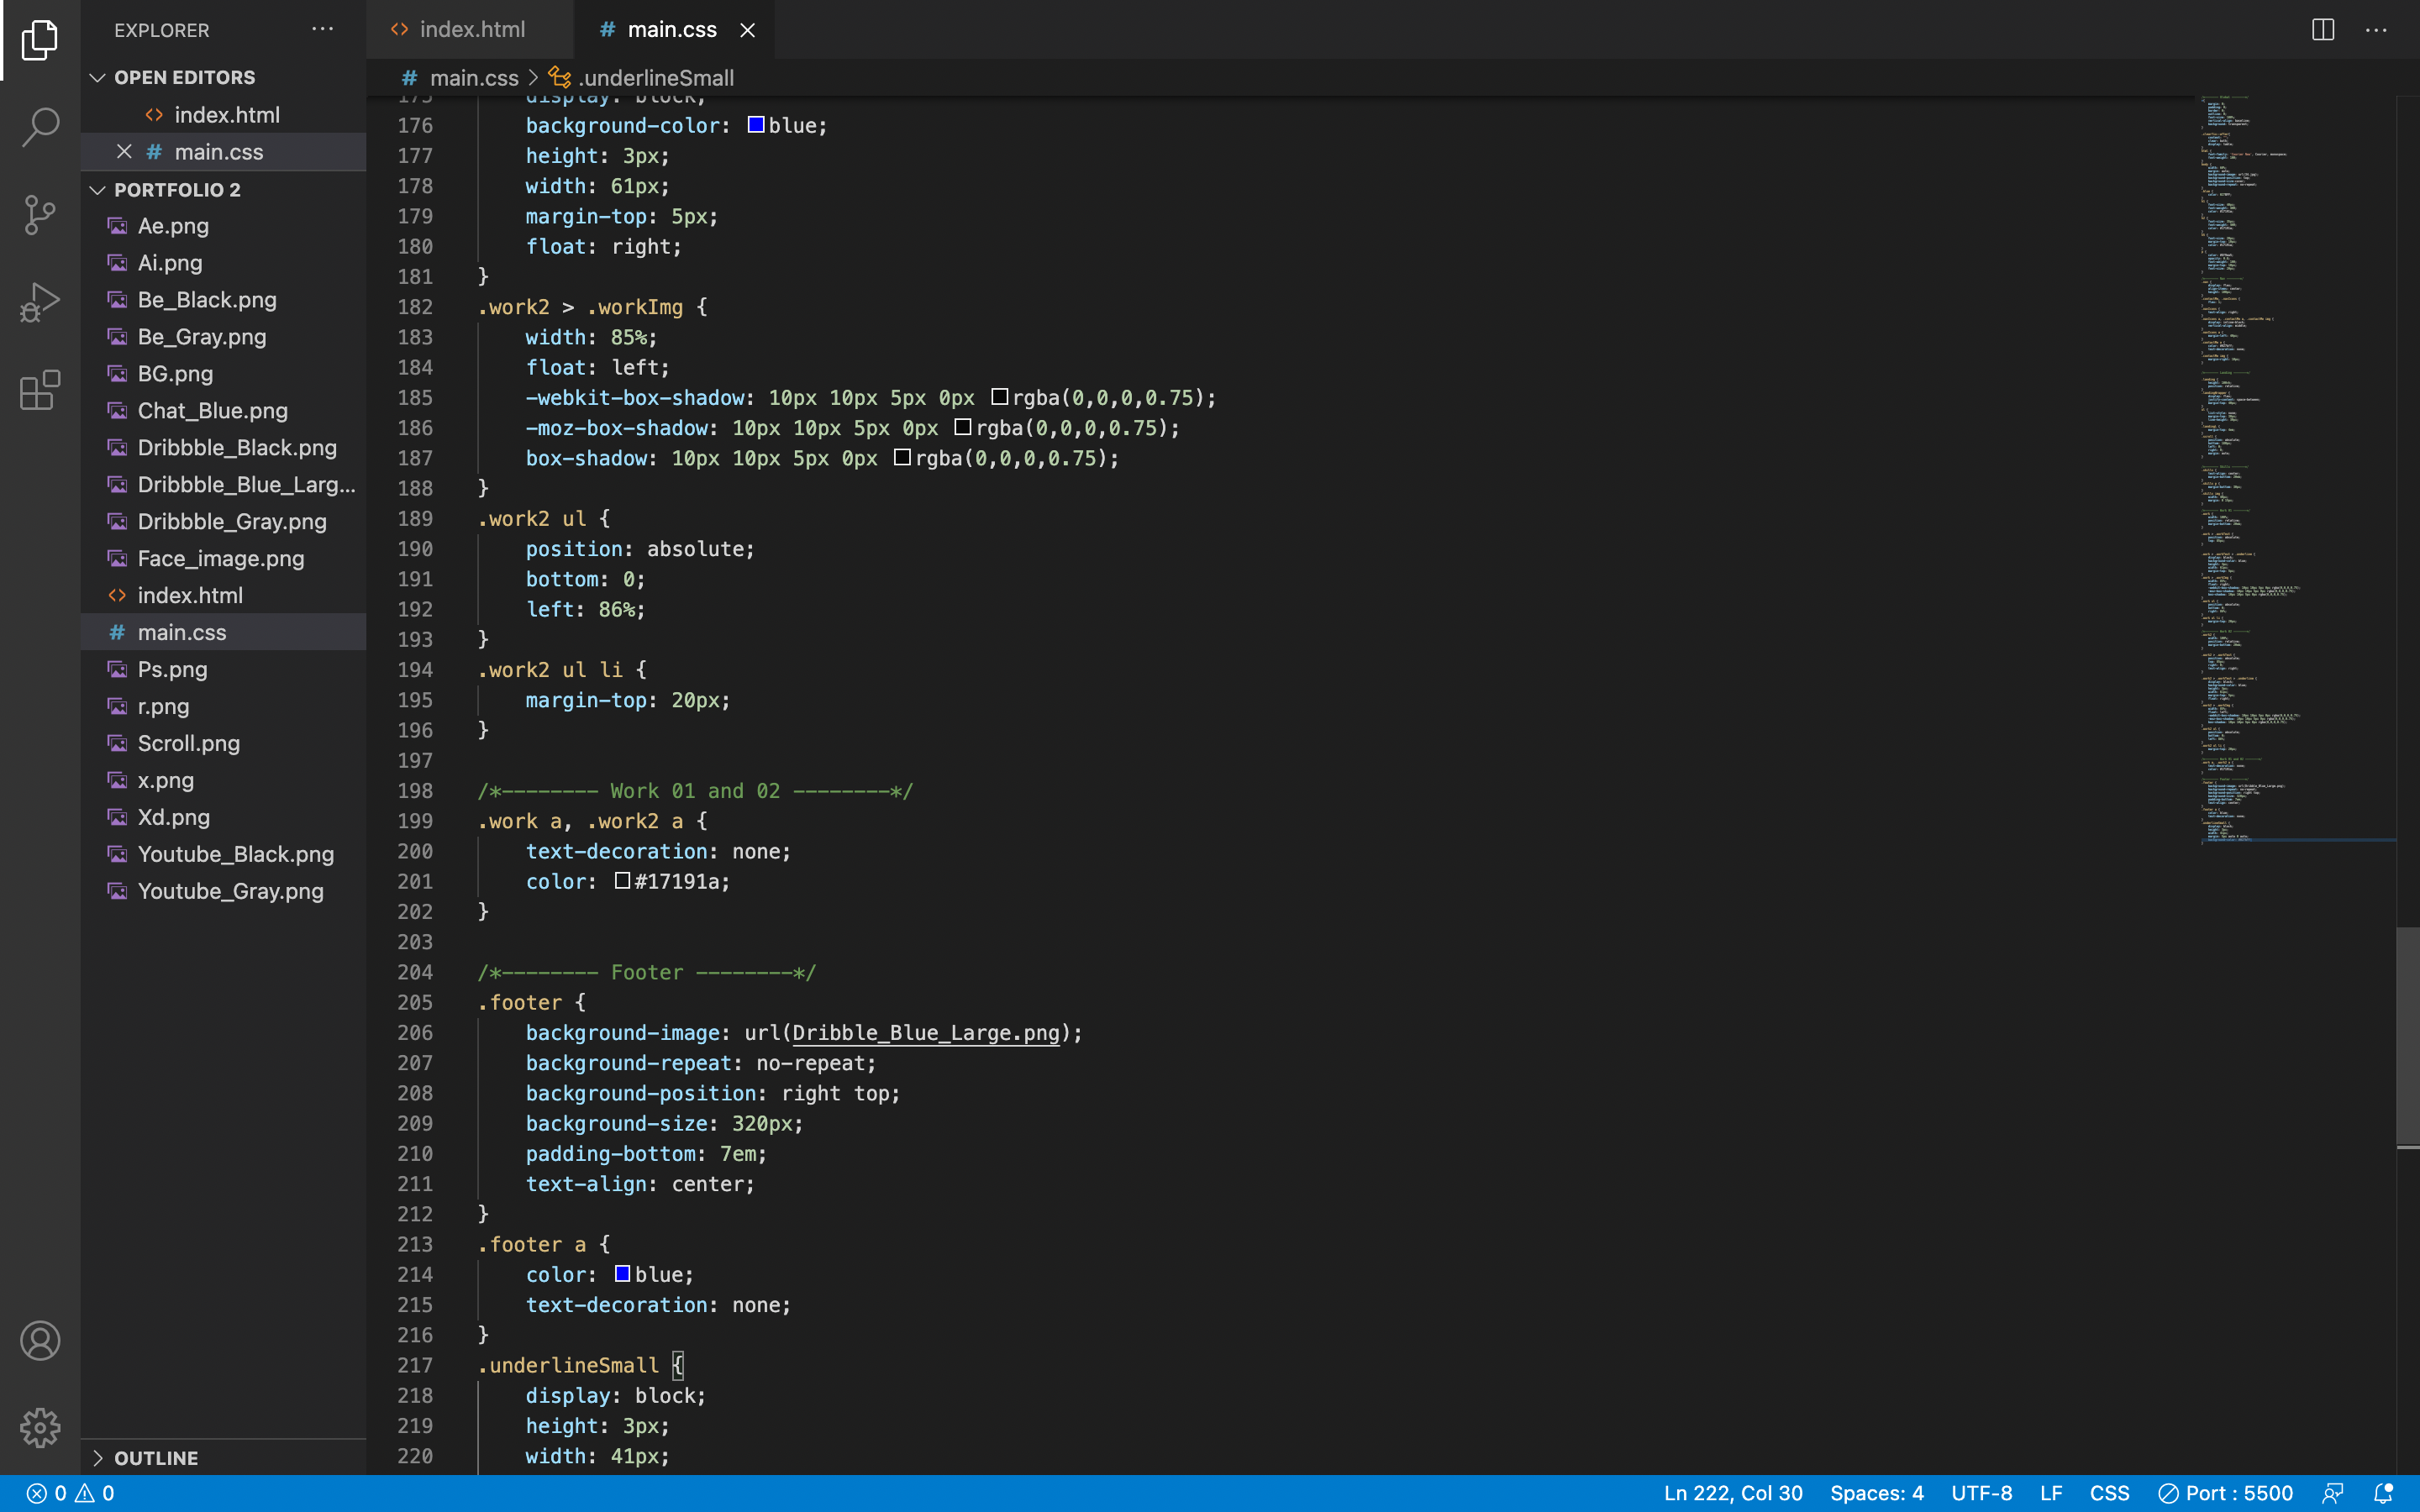 EXPLORER
OPEN EDITORS
index.html
main.css
PORTFOLIO 2
Ae.png
Ai.png
Be_Black.png
Be_Gray.png
BG.png
Chat_Blue.png
Dribbble_Black.png
Dribbble_Blue_Larg...
Dribbble_Gray.png
Face_image.png
index.html
main.css
Ps.png
r.png
Scroll.png
x.png
Xd.png
Youtube_Black.png
Youtube_Gray.png
OUTLINE
index.html
# main.css
# main.css > .underlineSmall
175 display: block;
176 background-color: blue;
177 height: 3px;
178 width: 61px;
179 margin-top: 5px;
180 float: right;
181 }
182 .work2 > .workImg {
183 width: 85%;
184 float: left;
185 -webkit-box-shadow: 10px 10px 5px 0px rgba(0,0,0,0.75);
186 -moz-box-shadow: 10px 10px 5px 0px rgba(0,0,0,0.75);
187 box-shadow: 10px 10px 5px 0px rgba(0,0,0,0.75);
188 }
189 .work2 ul {
190 position: absolute;
191 bottom: 0;
192 left: 86%;
193 }
194 .work2 ul li {
195 margin-top: 20px;
196 }
197
198 /*-------- Work 01 and 02 --------*/
199 .work a, .work2 a {
200 text-decoration: none;
201 color: #17191a;
202 }
203
204 /*-------- Footer --------*/
205 .footer {
206 background-image: url(Dribble_Blue_Large.png);
207 background-repeat: no-repeat;
208 background-position: right top;
209 background-size: 320px;
210 padding-bottom: 7em;
211 text-align: center;
212 }
213 .footer a {
214 color: blue;
215 text-decoration: none;
216 }
217 .underlineSmall {
218 display: block;
219 height: 3px;
220 width: 41px;
0 0 Ln 222, Col 30 Spaces: 4 UTF-8 LF CSS Port : 5500